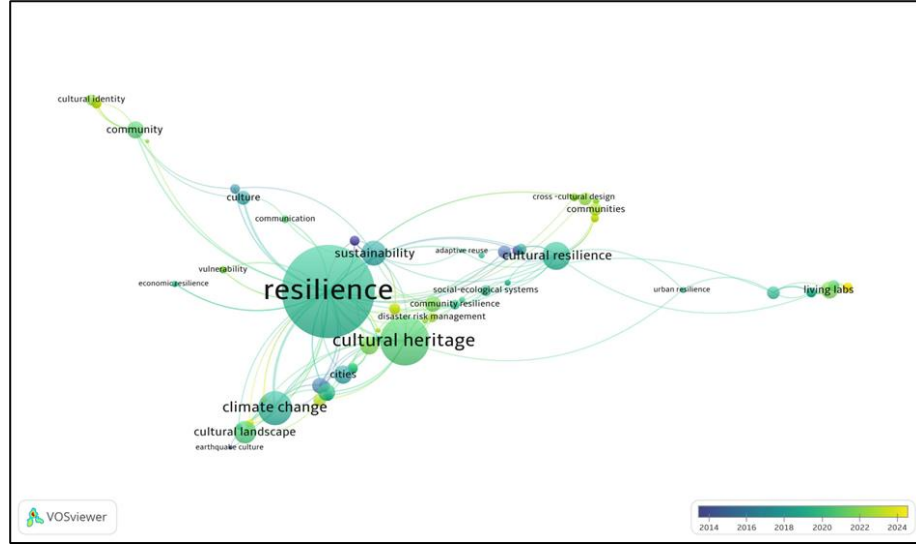 cultural identity
community
culture
communication
cross -cultural design
communities
sustainability
adaptive reuse
cultural resilience
vulnerability
economic resilience
resilience
social-ecological systems
urban resilience
living labs
community resilience
disaster risk management
cultural heritage
cities
climate change
cultural landscape
earthquake culture
VOSviewer
2014 2016 2018 2020 2022 2024